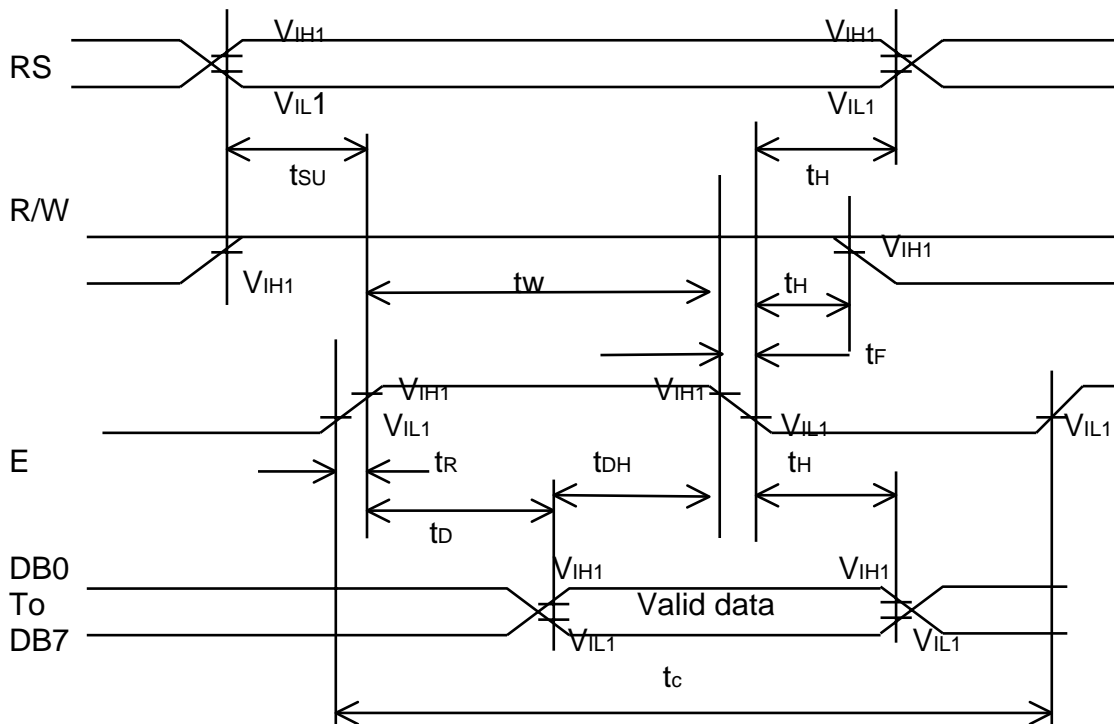 VIH1 VIH1
RS
VIL1 VIL1
tSU tH
R/W
VIH1
VIH1
tw tH
tF
VIH1 VIH1
VIL1 VIL1 VIL1
E
tR tDH tH
tD
DB0 VIH1 VIH1
To Valid data
DB7 VIL1 VIL1
tc